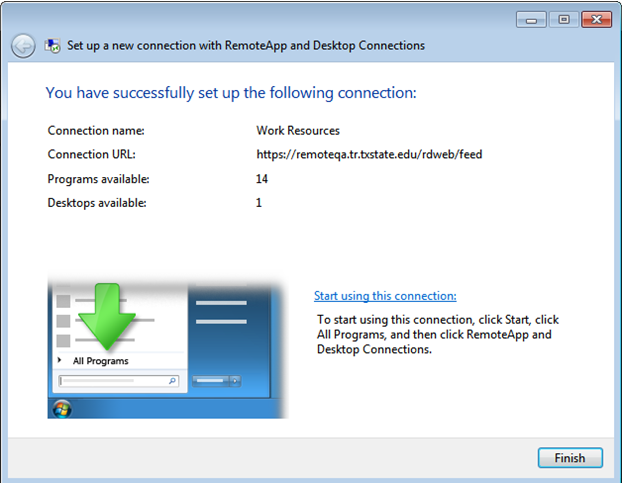 Set up a new connection with RemoteApp and Desktop Connections
You have successfully set up the following connection:
Connection name: Work Resources
Connection URL: https://remoteqa.tr.txstate.edu/rdweb/feed
Programs available: 14
Desktops available: 1
Start using this connection:
To start using this connection, click Start, click
All Programs, and then click RemoteApp and
Desktop Connections.
All Programs
Finish